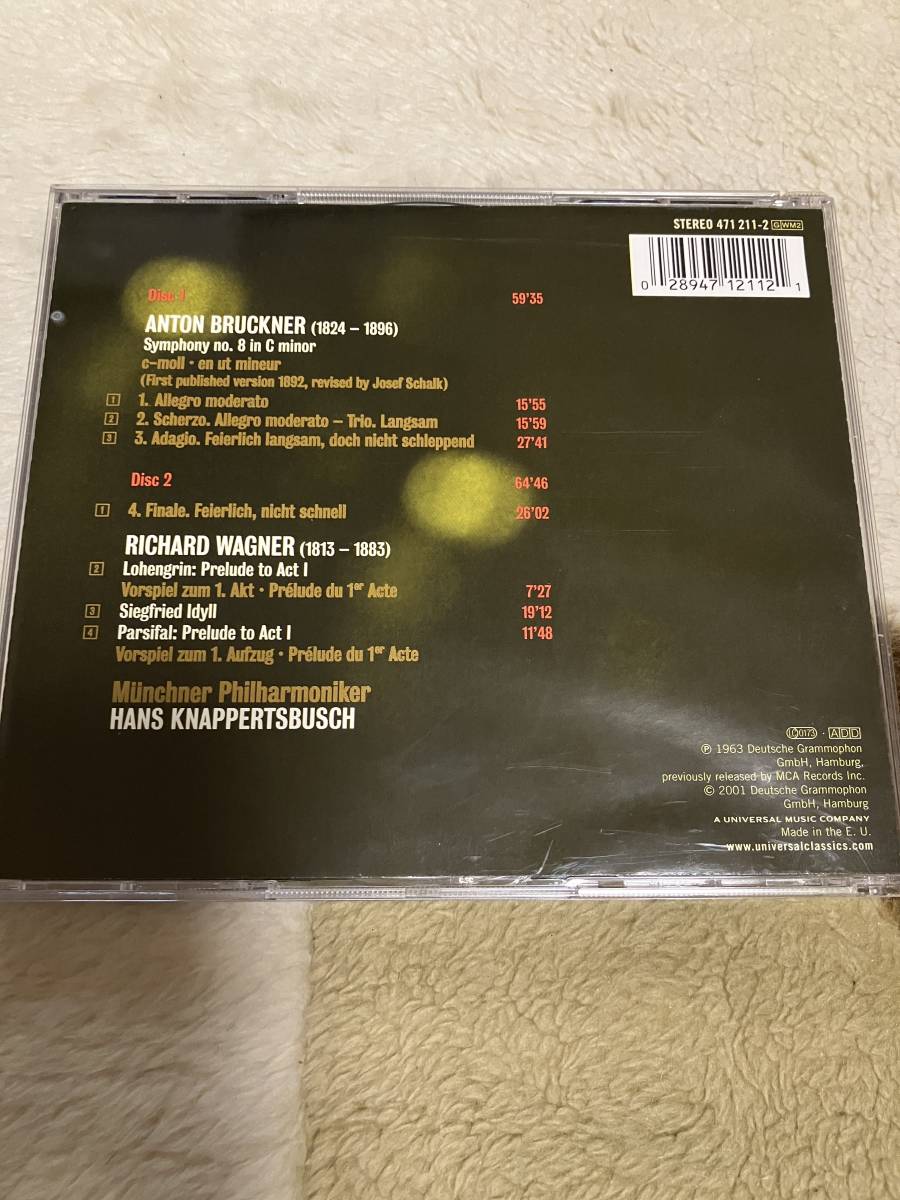 STEREO 471 211-2 GWM2
0 28947 12112 1
Disc 1 59'35
ANTON BRUCKNER (1824 – 1896)
Symphony no. 8 in C minor
c-moll · en ut mineur
(First published version 1892, revised by Josef Schalk)
1 1. Allegro moderato 15'55
2 2. Scherzo. Allegro moderato – Trio. Langsam 15'59
3 3. Adagio. Feierlich langsam, doch nicht schleppend 27'41
Disc 2 64'46
1 4. Finale. Feierlich, nicht schnell 26'02
RICHARD WAGNER (1813 – 1883)
2 Lohengrin: Prelude to Act I
Vorspiel zum 1. Akt · Prélude du 1er Acte 7'27
3 Siegfried Idyll 19'12
4 Parsifal: Prelude to Act I 11'48
Vorspiel zum 1. Aufzug · Prélude du 1er Acte
Münchner Philharmoniker
HANS KNAPPERTSBUSCH
LC0173 · ADD
℗ 1963 Deutsche Grammophon
GmbH, Hamburg,
previously released by MCA Records Inc.
© 2001 Deutsche Grammophon
GmbH, Hamburg
A UNIVERSAL MUSIC COMPANY
Made in the E. U.
www.universalclassics.com